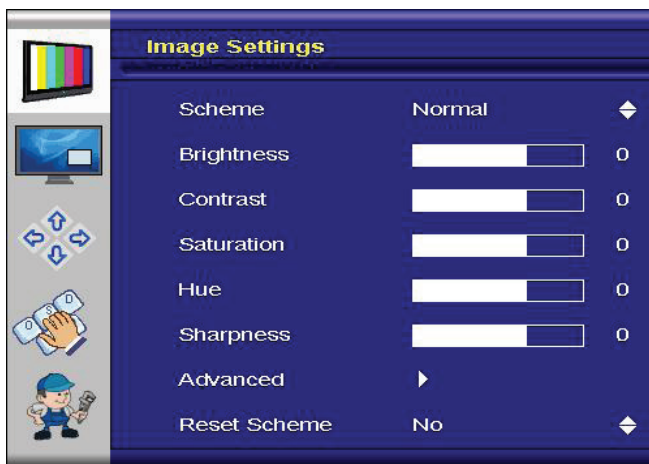 Image Settings
Scheme Normal
Brightness 0
Contrast 0
Saturation 0
Hue 0
Sharpness 0
Advanced
Reset Scheme No
O S D